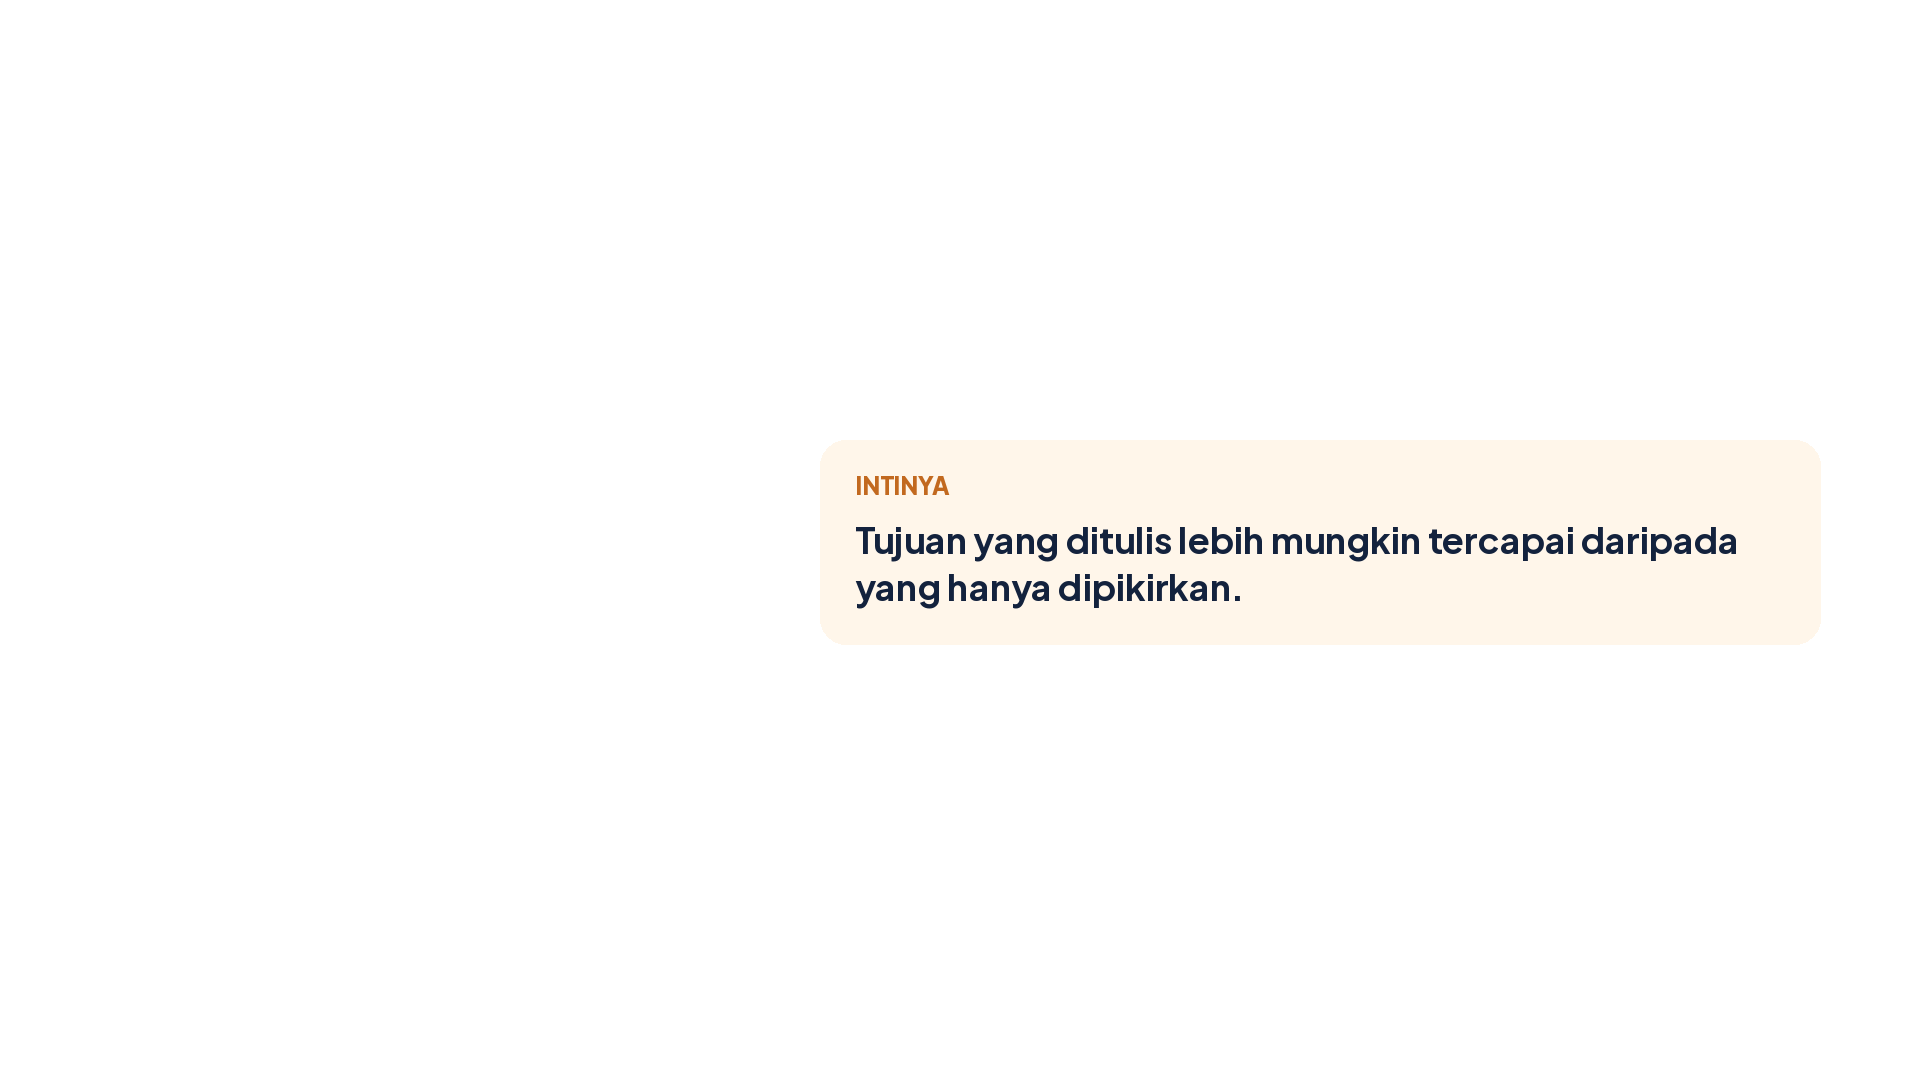 INTINYA
Tujuan yang ditulis lebih mungkin tercapai daripada
yang hanya dipikirkan.